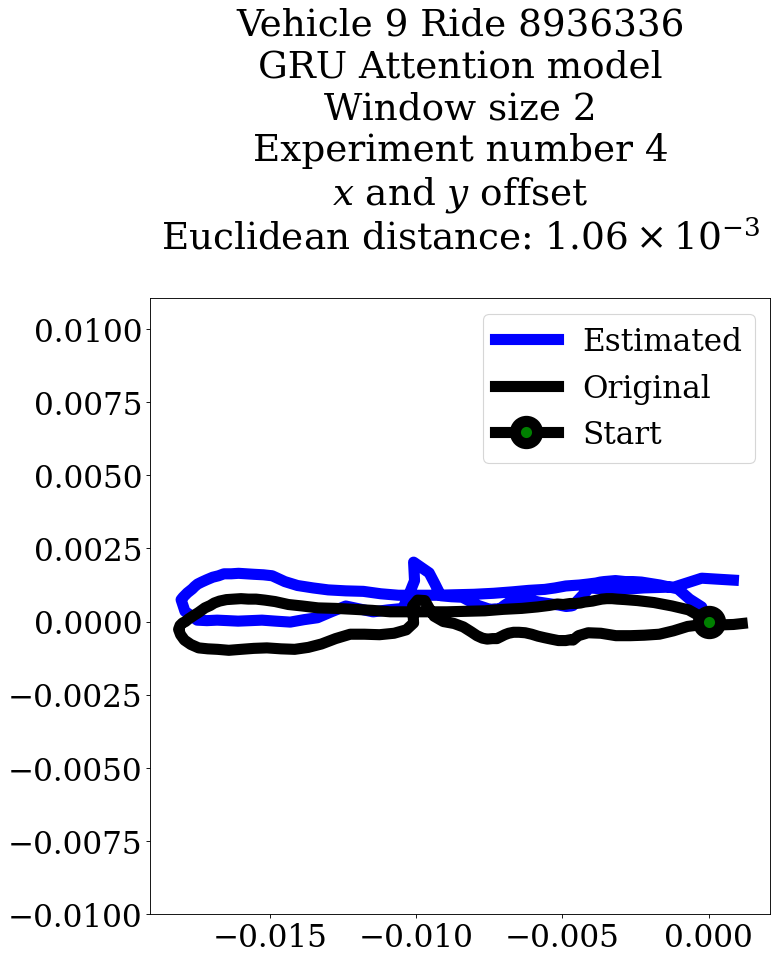 Vehicle 9 Ride 8936336
GRU Attention model
Window size 2
Experiment number 4
x and y offset
Euclidean distance: 1.06 × 10⁻³
Estimated
Original
Start
0.0100
0.0075
0.0050
0.0025
0.0000
−0.0025
−0.0050
−0.0075
−0.0100
−0.015 −0.010 −0.005 0.000